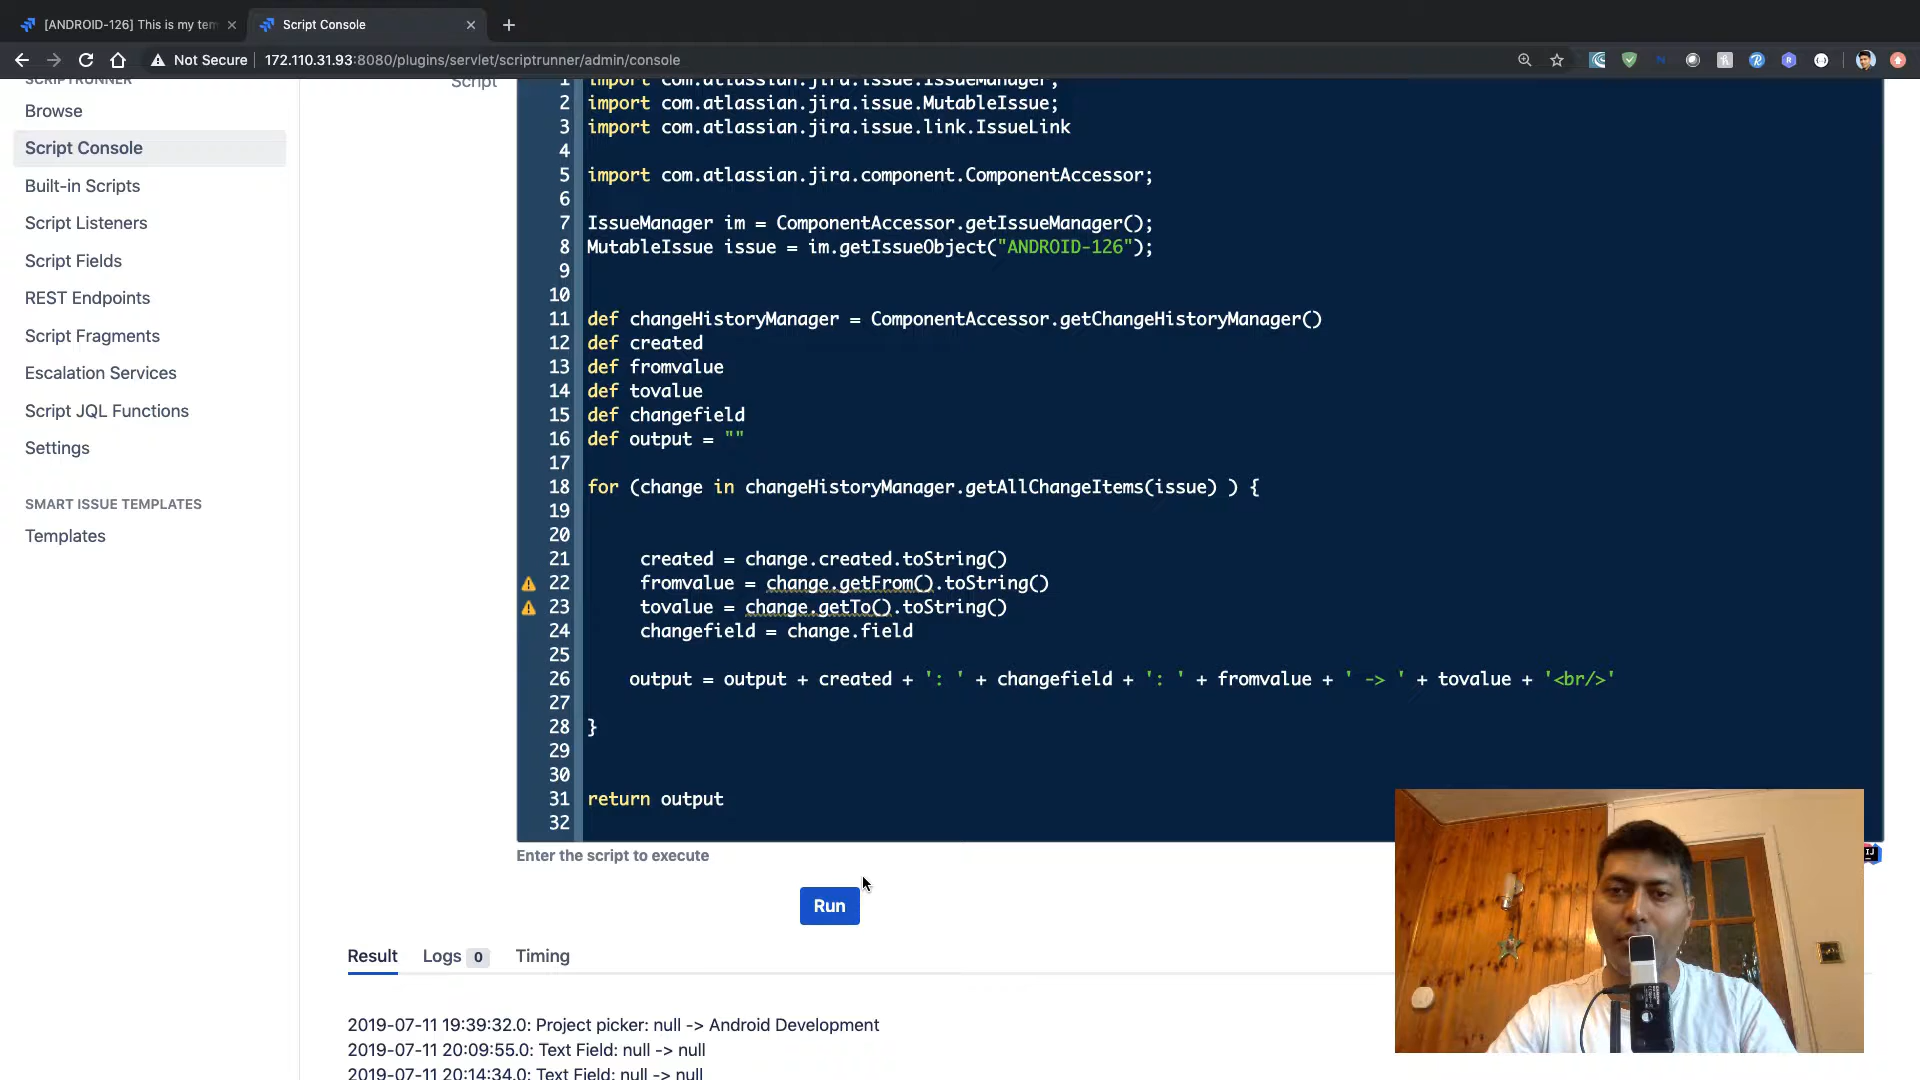 [ANDROID-126] This is my tem
Script Console
Not Secure
172.110.31.93:8080/plugins/servlet/scriptrunner/admin/console
SCRIPTRUNNER
Browse
Script Console
Built-in Scripts
Script Listeners
Script Fields
REST Endpoints
Script Fragments
Escalation Services
Script JQL Functions
Settings
SMART ISSUE TEMPLATES
Templates
Script
1 import com.atlassian.jira.issue.IssueManager;
2 import com.atlassian.jira.issue.MutableIssue;
3 import com.atlassian.jira.issue.link.IssueLink
4
5 import com.atlassian.jira.component.ComponentAccessor;
6
7 IssueManager im = ComponentAccessor.getIssueManager();
8 MutableIssue issue = im.getIssueObject("ANDROID-126");
9
10
11 def changeHistoryManager = ComponentAccessor.getChangeHistoryManager()
12 def created
13 def fromvalue
14 def tovalue
15 def changefield
16 def output = ""
17
18 for (change in changeHistoryManager.getAllChangeItems(issue) ) {
19
20
21 created = change.created.toString()
22 fromvalue = change.getFrom().toString()
23 tovalue = change.getTo().toString()
24 changefield = change.field
25
26 output = output + created + ': ' + changefield + ': ' + fromvalue + ' -> ' + tovalue + '<br/>'
27
28 }
29
30
31 return output
32
Enter the script to execute
IJ
Run
Result
Logs 0
Timing
2019-07-11 19:39:32.0: Project picker: null -> Android Development
2019-07-11 20:09:55.0: Text Field: null -> null
2019-07-11 20:14:34.0: Text Field: null -> null